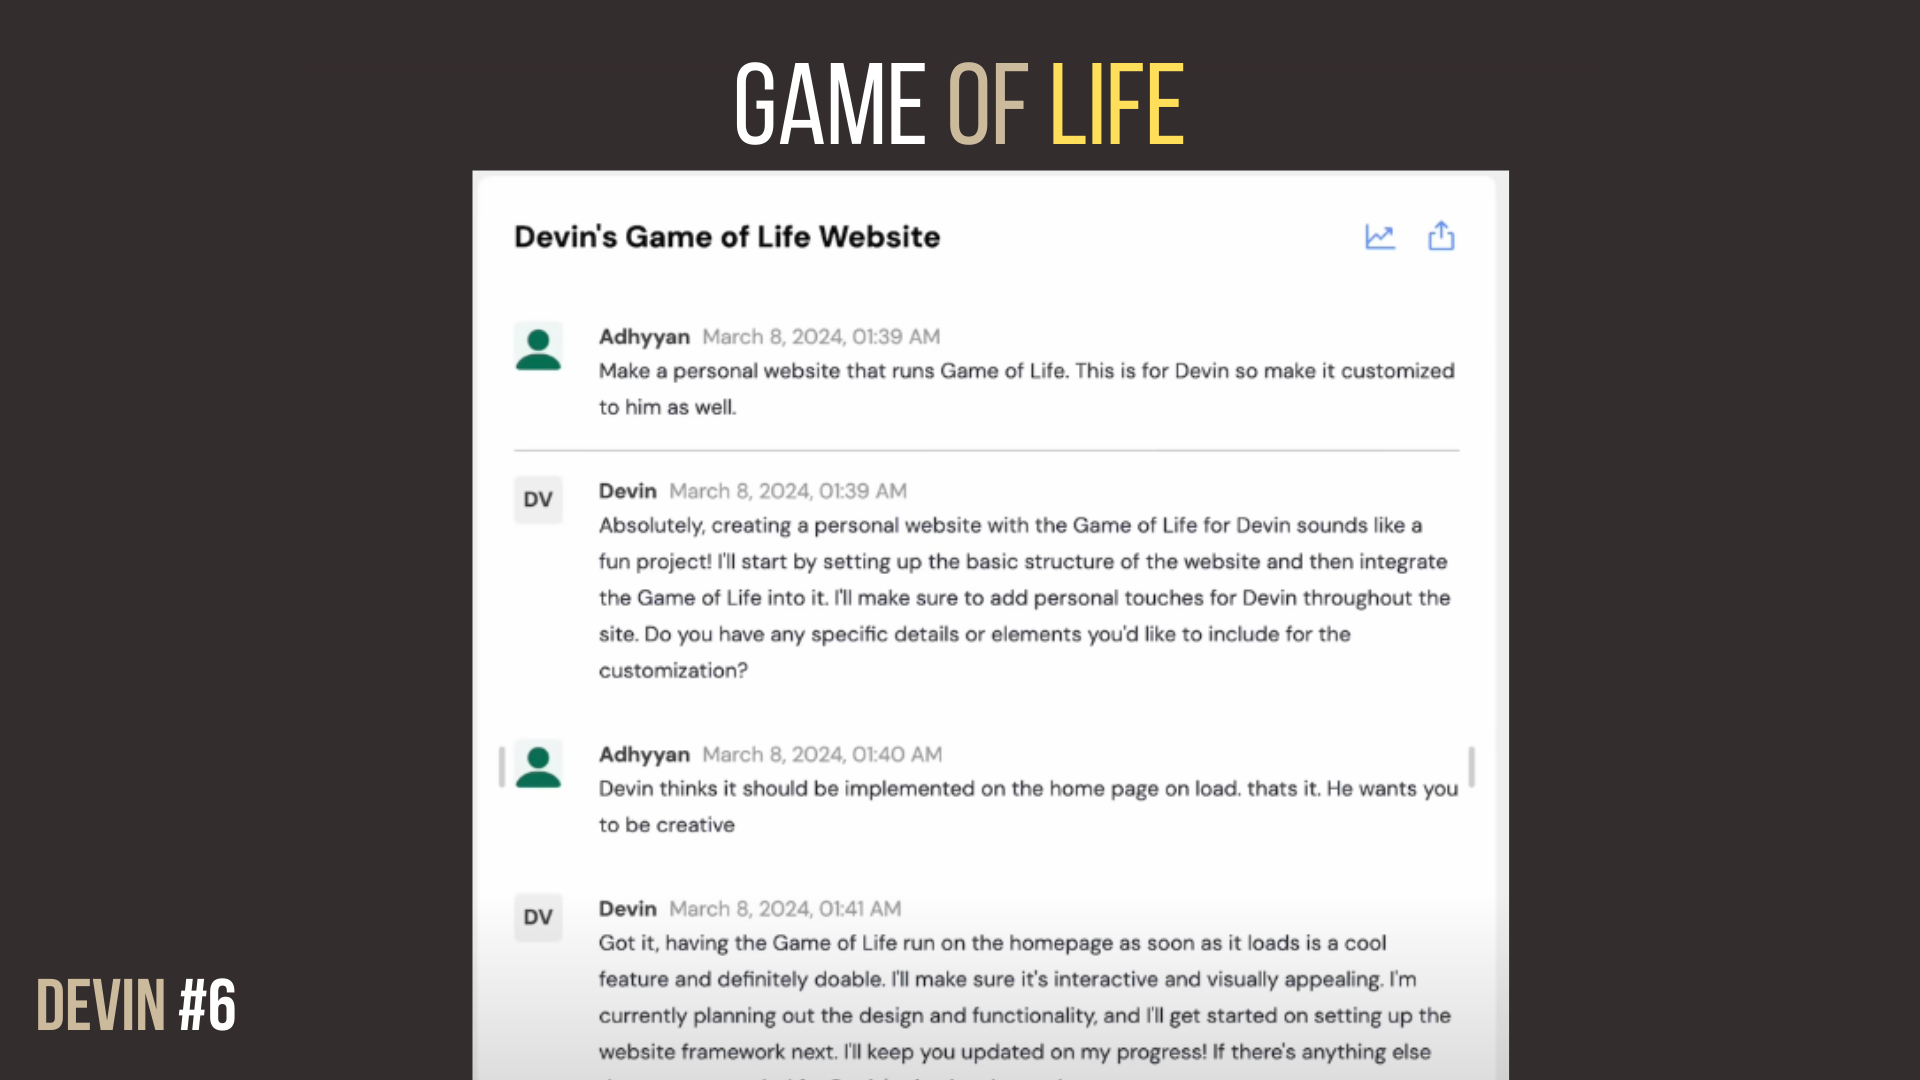 GAME OF LIFE
Devin's Game of Life Website
Adhyyan March 8, 2024, 01:39 AM
Make a personal website that runs Game of Life. This is for Devin so make it customized
to him as well.
DV
Devin March 8, 2024, 01:39 AM
Absolutely, creating a personal website with the Game of Life for Devin sounds like a
fun project! I'll start by setting up the basic structure of the website and then integrate
the Game of Life into it. I'll make sure to add personal touches for Devin throughout the
site. Do you have any specific details or elements you'd like to include for the
customization?
Adhyyan March 8, 2024, 01:40 AM
Devin thinks it should be implemented on the home page on load. thats it. He wants you
to be creative
DV
Devin March 8, 2024, 01:41 AM
Got it, having the Game of Life run on the homepage as soon as it loads is a cool
feature and definitely doable. I'll make sure it's interactive and visually appealing. I'm
currently planning out the design and functionality, and I'll get started on setting up the
website framework next. I'll keep you updated on my progress! If there's anything else
DEVIN #6